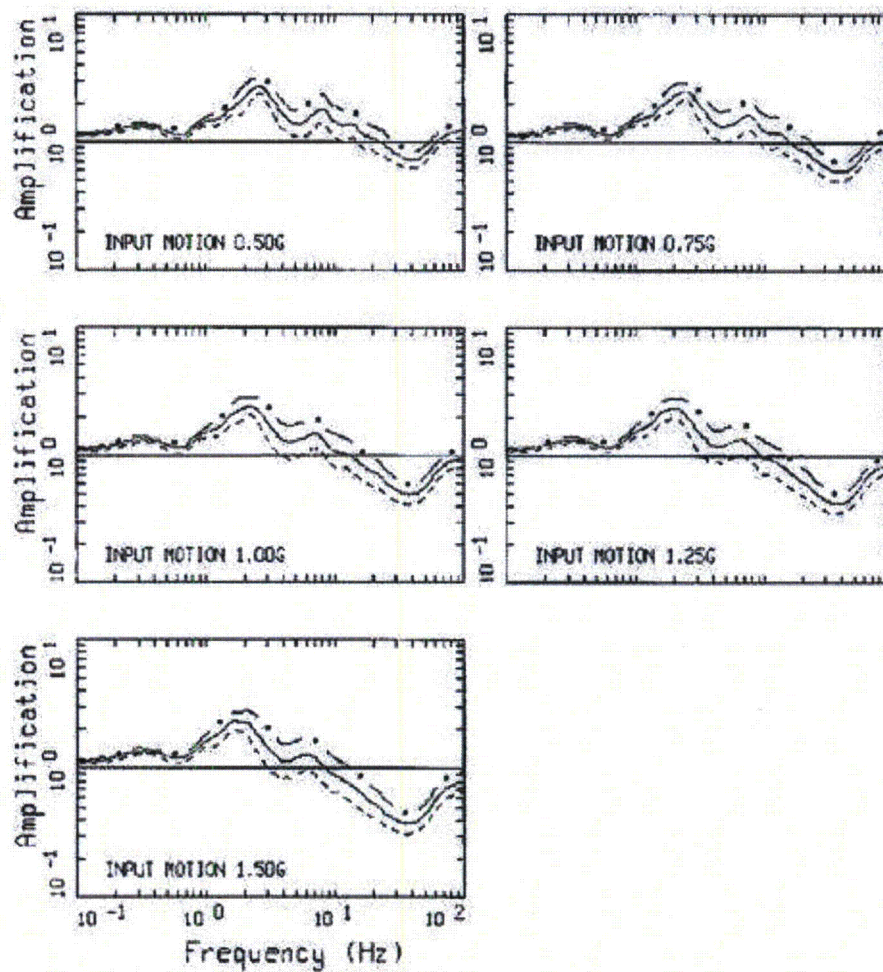 Amplification
10^1
10^0
10^-1
INPUT MOTION 0.50G
10^1
10^0
10^-1
INPUT MOTION 0.75G
Amplification
10^1
10^0
10^-1
INPUT MOTION 1.00G
10^1
10^0
10^-1
INPUT MOTION 1.25G
Amplification
10^1
10^0
10^-1
INPUT MOTION 1.50G
10^-1 10^0 10^1 10^2
Frequency (Hz)